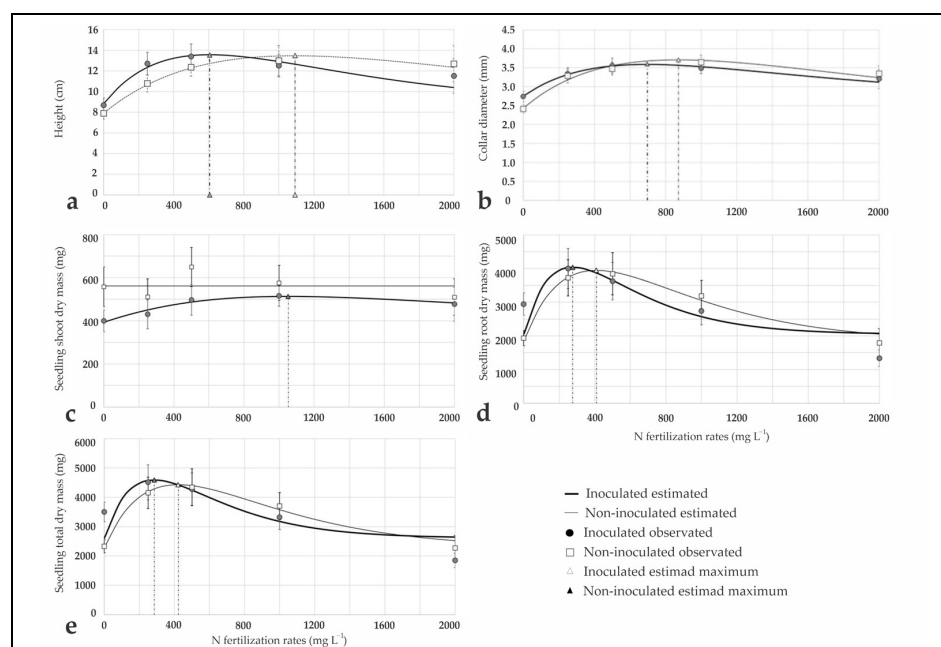 16
14
12
10
8
6
4
2
0
Height (cm)
a
0 400 800 1200 1600 2000
4.5
4.0
3.5
3.0
2.5
2.0
1.5
1.0
0.5
0
Collar diameter (mm)
b
0 400 800 1200 1600 2000
800
600
400
200
0
Seedling shoot dry mass (mg)
c
0 400 800 1200 1600 2000
5000
4000
3000
2000
1000
0
Seedling root dry mass (mg)
d
0 400 800 1200 1600 2000
N fertilization rates (mg L⁻¹)
6000
5000
4000
3000
2000
1000
0
Seedling total dry mass (mg)
e
0 400 800 1200 1600 2000
N fertilization rates (mg L⁻¹)
Inoculated estimated
Non-inoculated estimated
Inoculated observated
Non-inoculated observated
Inoculated estimad maximum
Non-inoculated estimad maximum